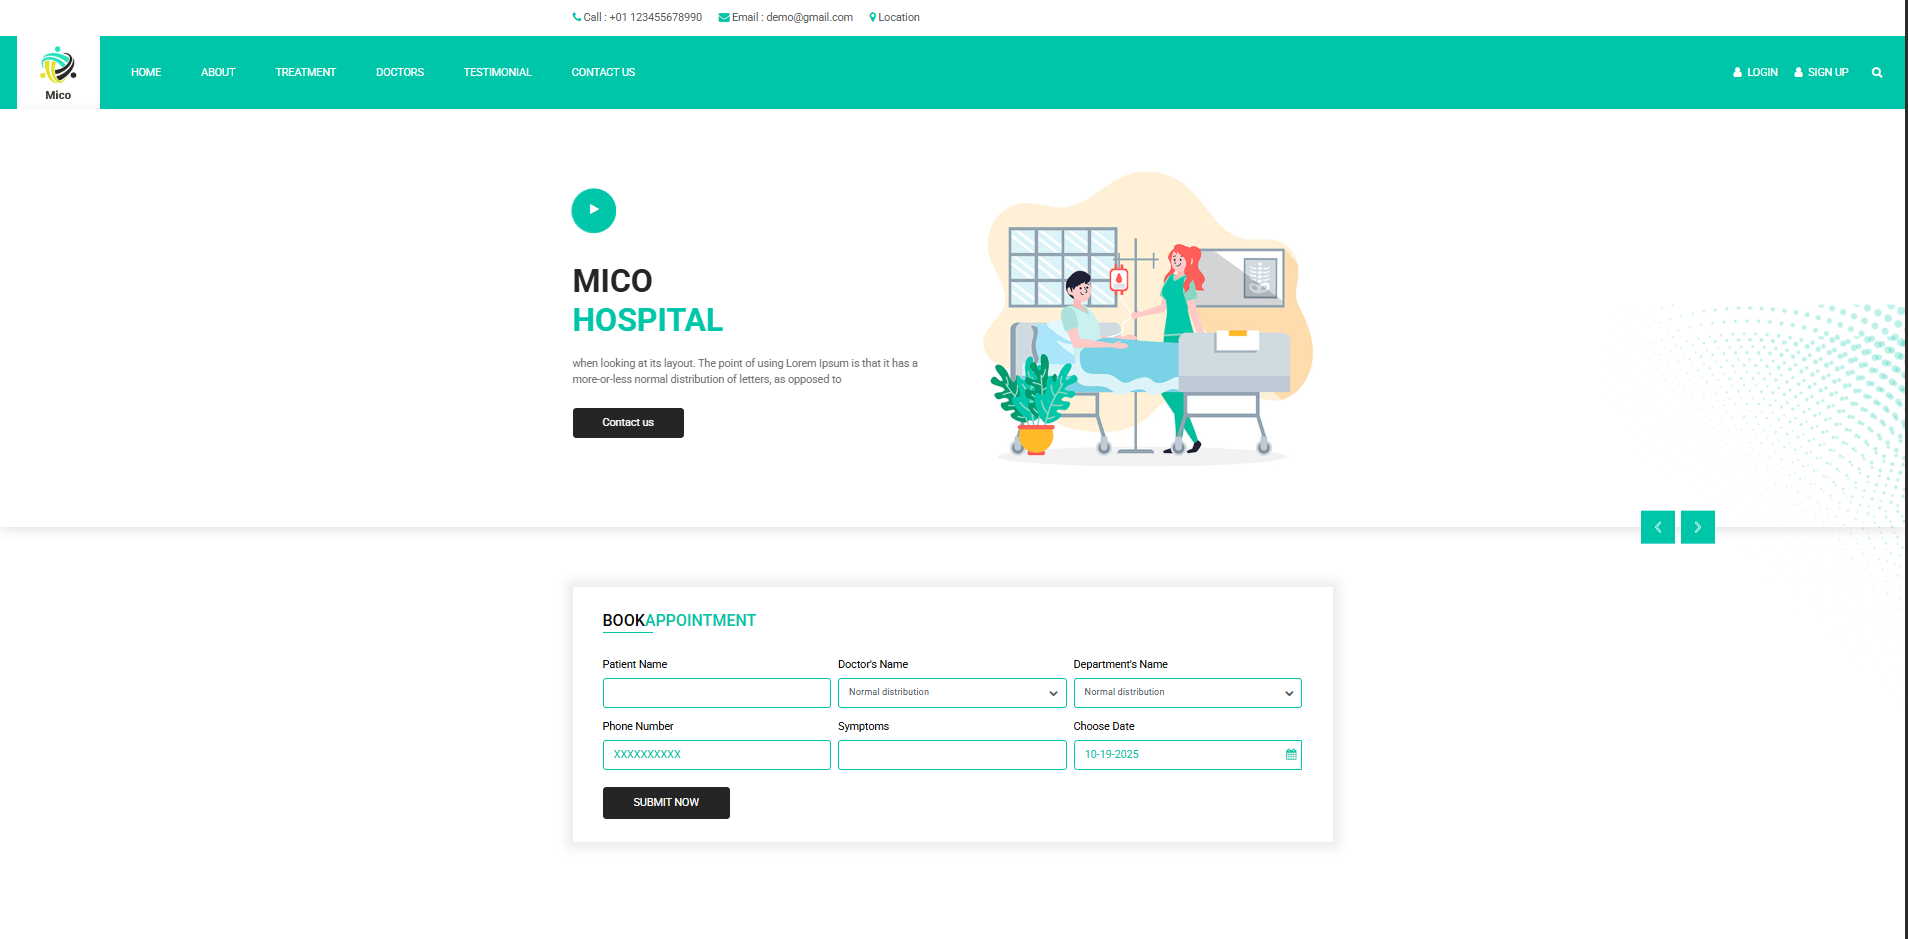 Call : +01 123455678990 Email : demo@gmail.com Location
Mico
HOME ABOUT TREATMENT DOCTORS TESTIMONIAL CONTACT US LOGIN SIGN UP
MICO
HOSPITAL
when looking at its layout. The point of using Lorem Ipsum is that it has a
more-or-less normal distribution of letters, as opposed to
Contact us
BOOKAPPOINTMENT
Patient Name Doctor's Name Department's Name
Normal distribution Normal distribution
Phone Number Symptoms Choose Date
XXXXXXXXXX 10-19-2025
SUBMIT NOW